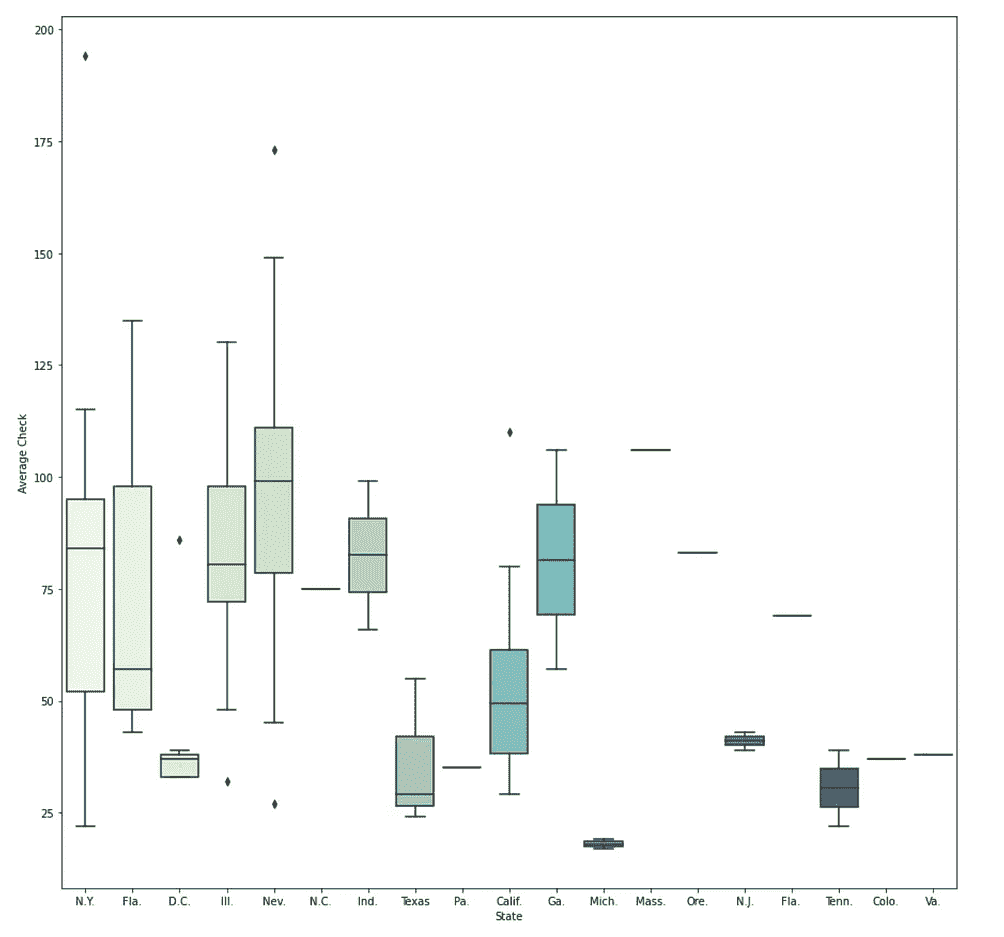 200
175
150
125
100
75
50
25
Average Check
N.Y. Fla. D.C. Ill. Nev. N.C. Ind. Texas Pa. Calif. Ga. Mich. Mass. Ore. N.J. Fla. Tenn. Colo. Va.
State